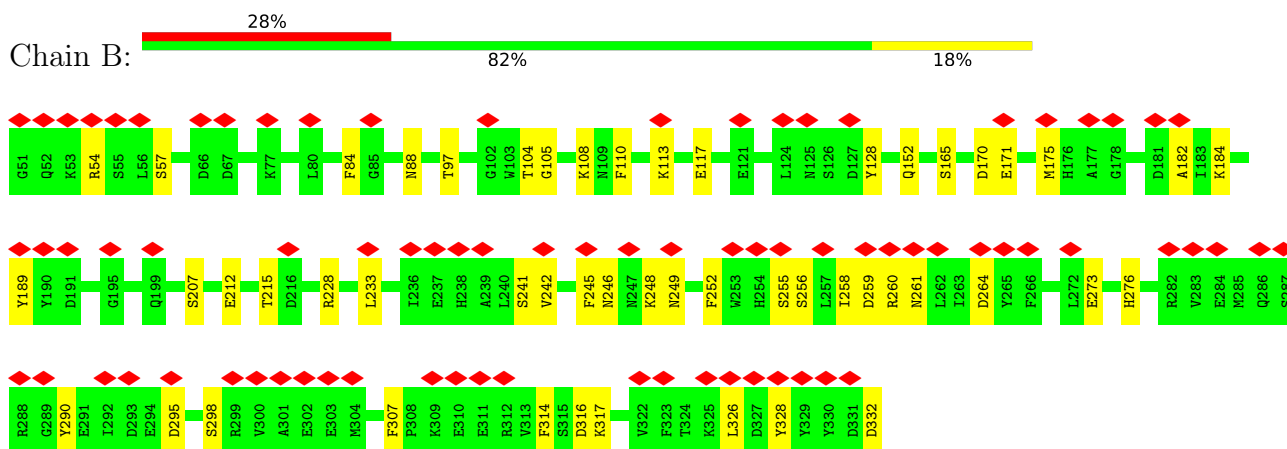 28%
Chain B:
82% 18%
G51 Q52 K53 R54 S55 L56 S57 D66 D67 K77 L80 F84 G85 N88 T97 G102 W103 T104 G105 K108 N109 F110 K113 E117 E121 L124 N125 S126 D127 Y128 Q152 S165 D170 E171 M175 H176 A177 G178 D181 A182 I183 K184
Y189 Y190 D191 G195 Q199 S207 E212 T215 D216 R228 L233 I236 E237 H238 A239 L240 S241 V242 F245 N246 N247 K248 N249 F252 W253 H254 S255 S256 L257 I258 D259 R260 N261 L262 I263 D264 Y265 F266 L272 E273 H276 R282 V283 E284 M285 Q286
R288 G289 Y290 E291 I292 D293 E294 D295 S298 R299 V300 A301 E302 E303 M304 F307 P308 K309 E310 E311 R312 V313 F314 S315 D316 K317 V322 F323 T324 K325 L326 D327 Y328 Y329 Y330 D331 D332